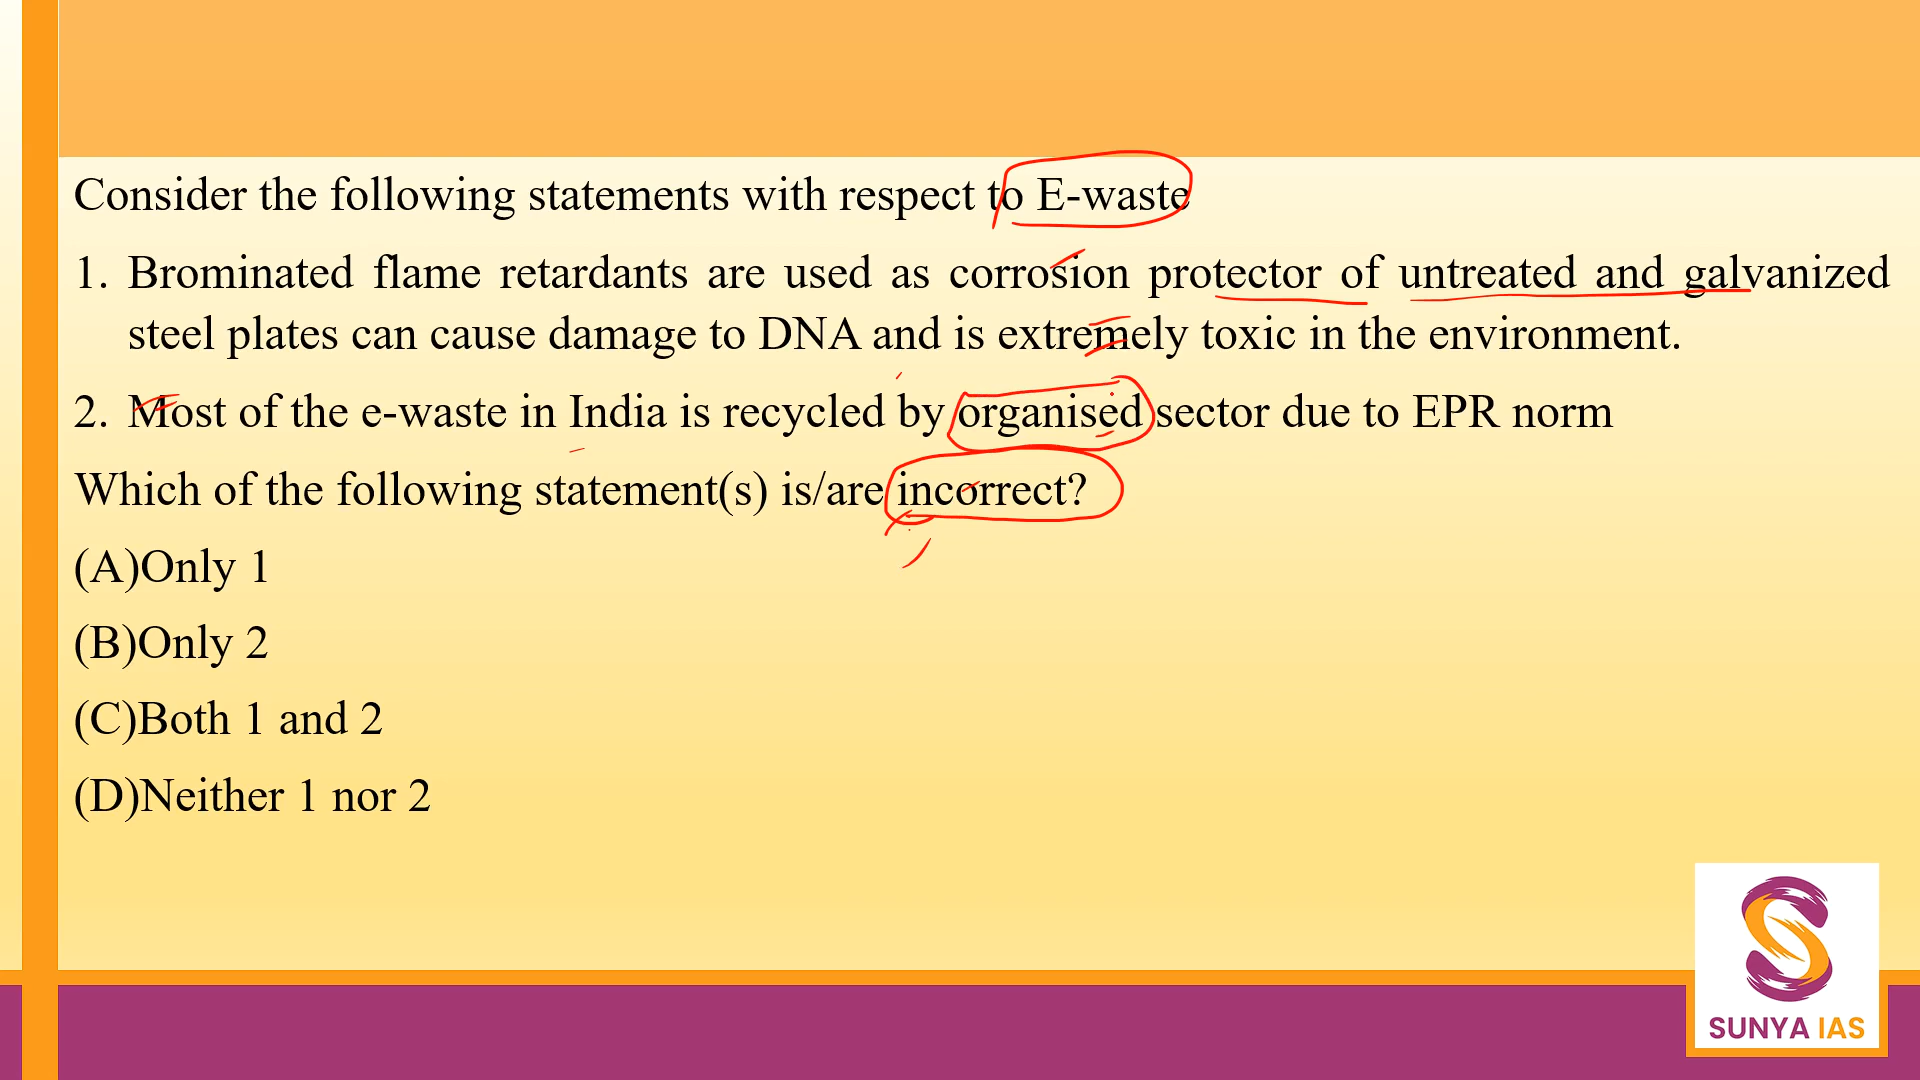 Consider the following statements with respect to E-waste
1. Brominated flame retardants are used as corrosion protector of untreated and galvanized
steel plates can cause damage to DNA and is extremely toxic in the environment.
2. Most of the e-waste in India is recycled by organised sector due to EPR norm
Which of the following statement(s) is/are incorrect?
(A)Only 1
(B)Only 2
(C)Both 1 and 2
(D)Neither 1 nor 2
SUNYA IAS